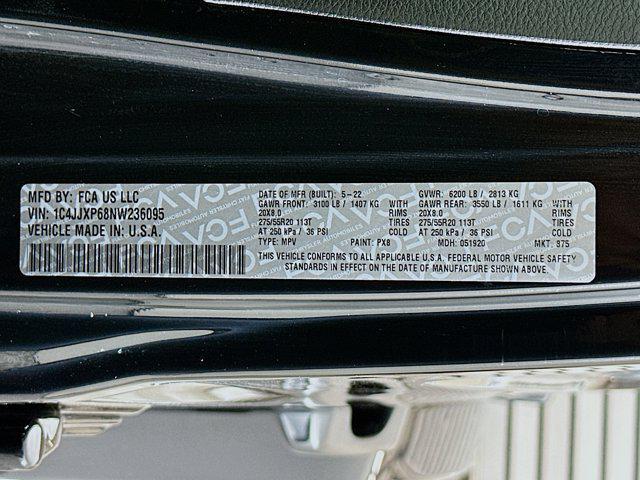 MFD BY: FCA US LLC
VIN: 1C4JJXP68NW236095
VEHICLE MADE IN: U.S.A.
DATE OF MFR (BUILT): 5-22 GVWR: 6200 LB / 2813 KG
GAWR FRONT: 3100 LB / 1407 KG WITH GAWR REAR: 3550 LB / 1611 KG WITH
20X8.0 RIMS 20X8.0 RIMS
275/55R20 113T TIRES 275/55R20 113T TIRES
AT 250 kPa / 36 PSI COLD AT 250 kPa / 36 PSI COLD
TYPE: MPV PAINT: PX8 MDH: 051920 MKT: 875
THIS VEHICLE CONFORMS TO ALL APPLICABLE U.S.A. FEDERAL MOTOR VEHICLE SAFETY
STANDARDS IN EFFECT ON THE DATE OF MANUFACTURE SHOWN ABOVE.